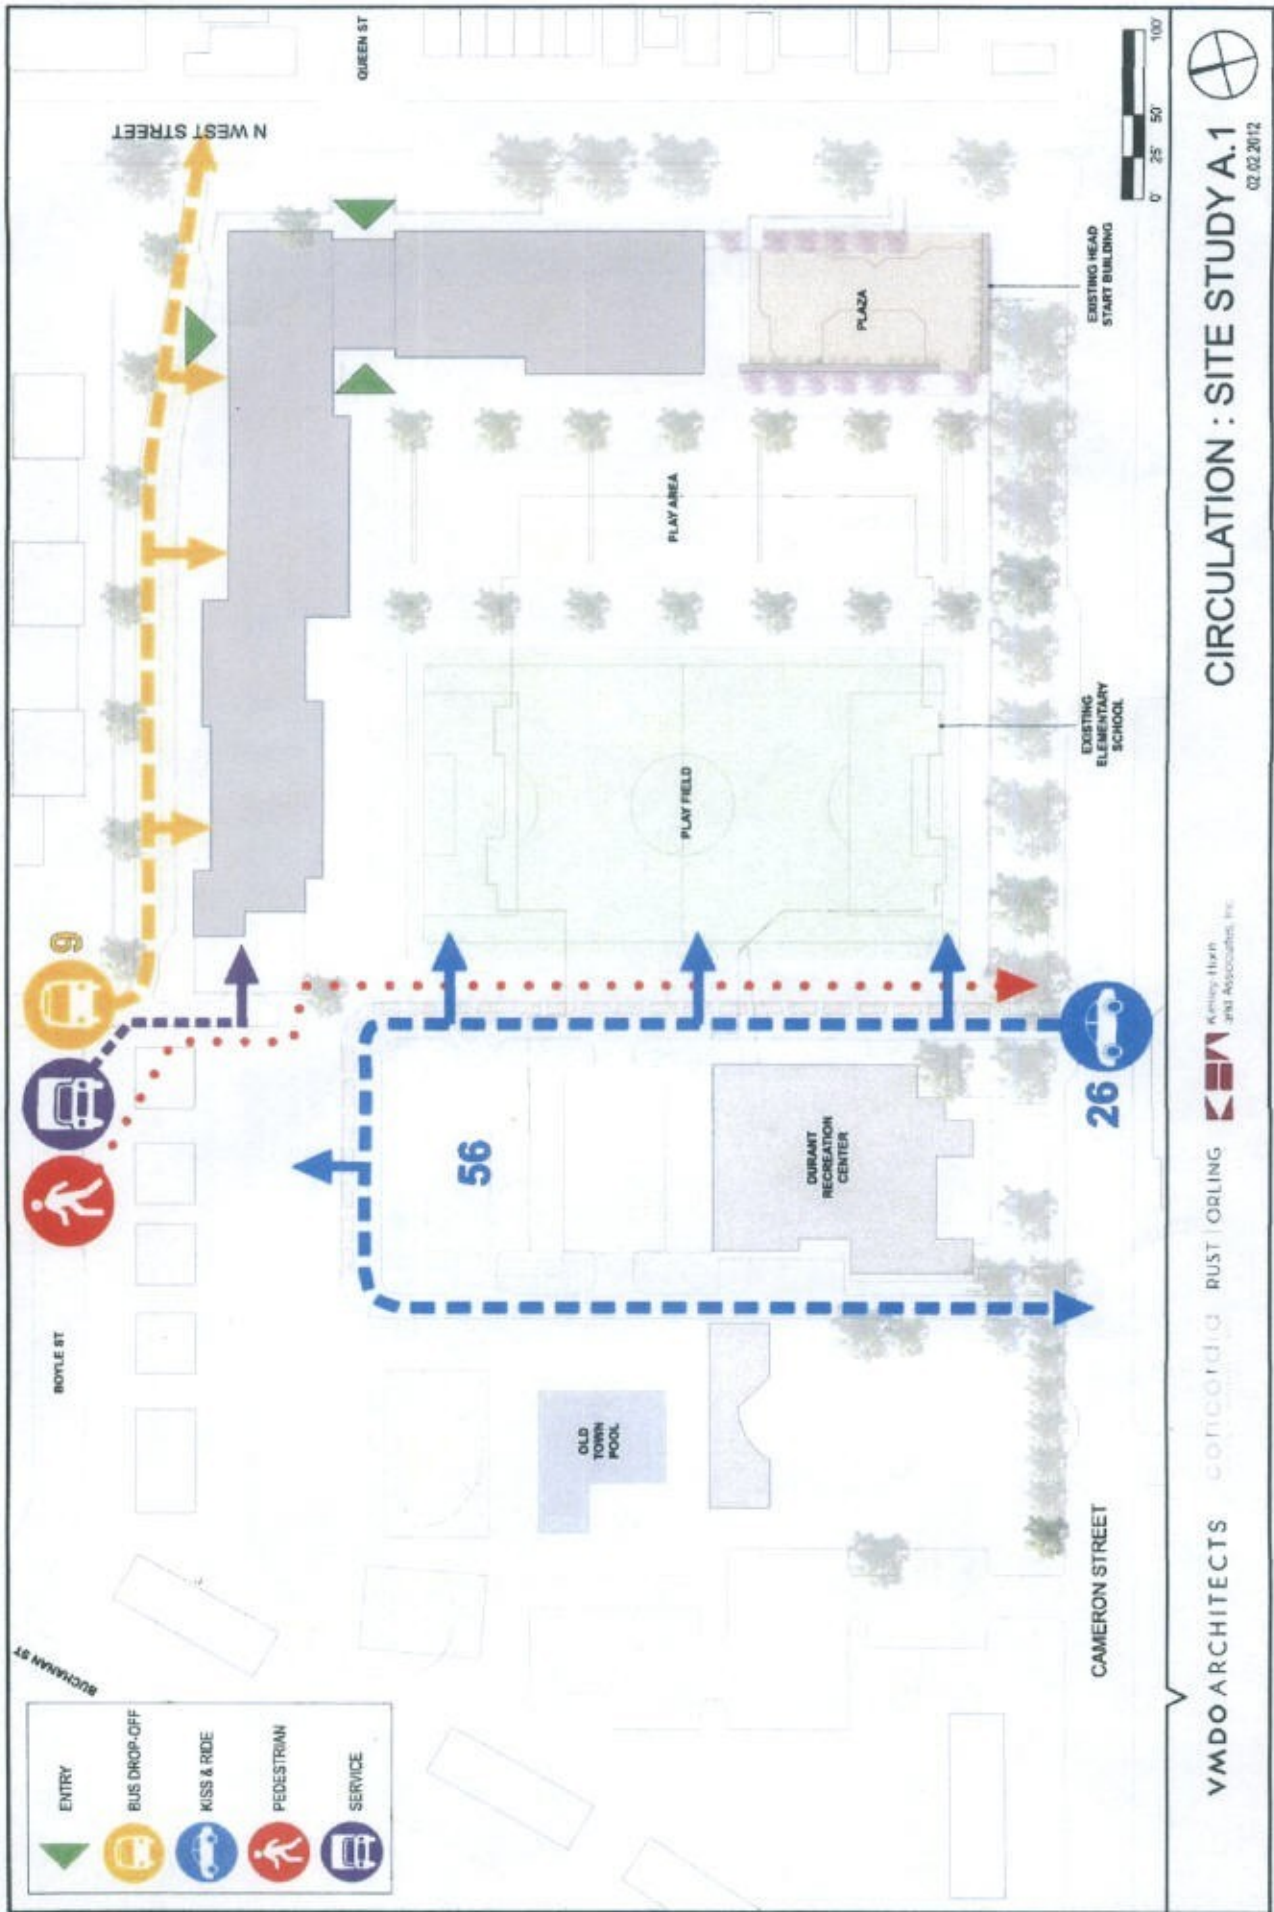 BUCHANAN ST
BOYLE ST
QUEEN ST
N WEST STREET
9
ENTRY
BUS DROP-OFF
KISS & RIDE
PEDESTRIAN
SERVICE
56
OLD
TOWN
POOL
DURANT
RECREATION
CENTER
PLAY FIELD
PLAY AREA
PLAZA
26
CAMERON STREET
EXISTING
ELEMENTARY
SCHOOL
EXISTING HEAD
START BUILDING
0' 25' 50' 100'
VMDO ARCHITECTS concordia RUST | ORLING Kimley-Horn
and Associates, Inc.
CIRCULATION : SITE STUDY A.1
02.02.2012